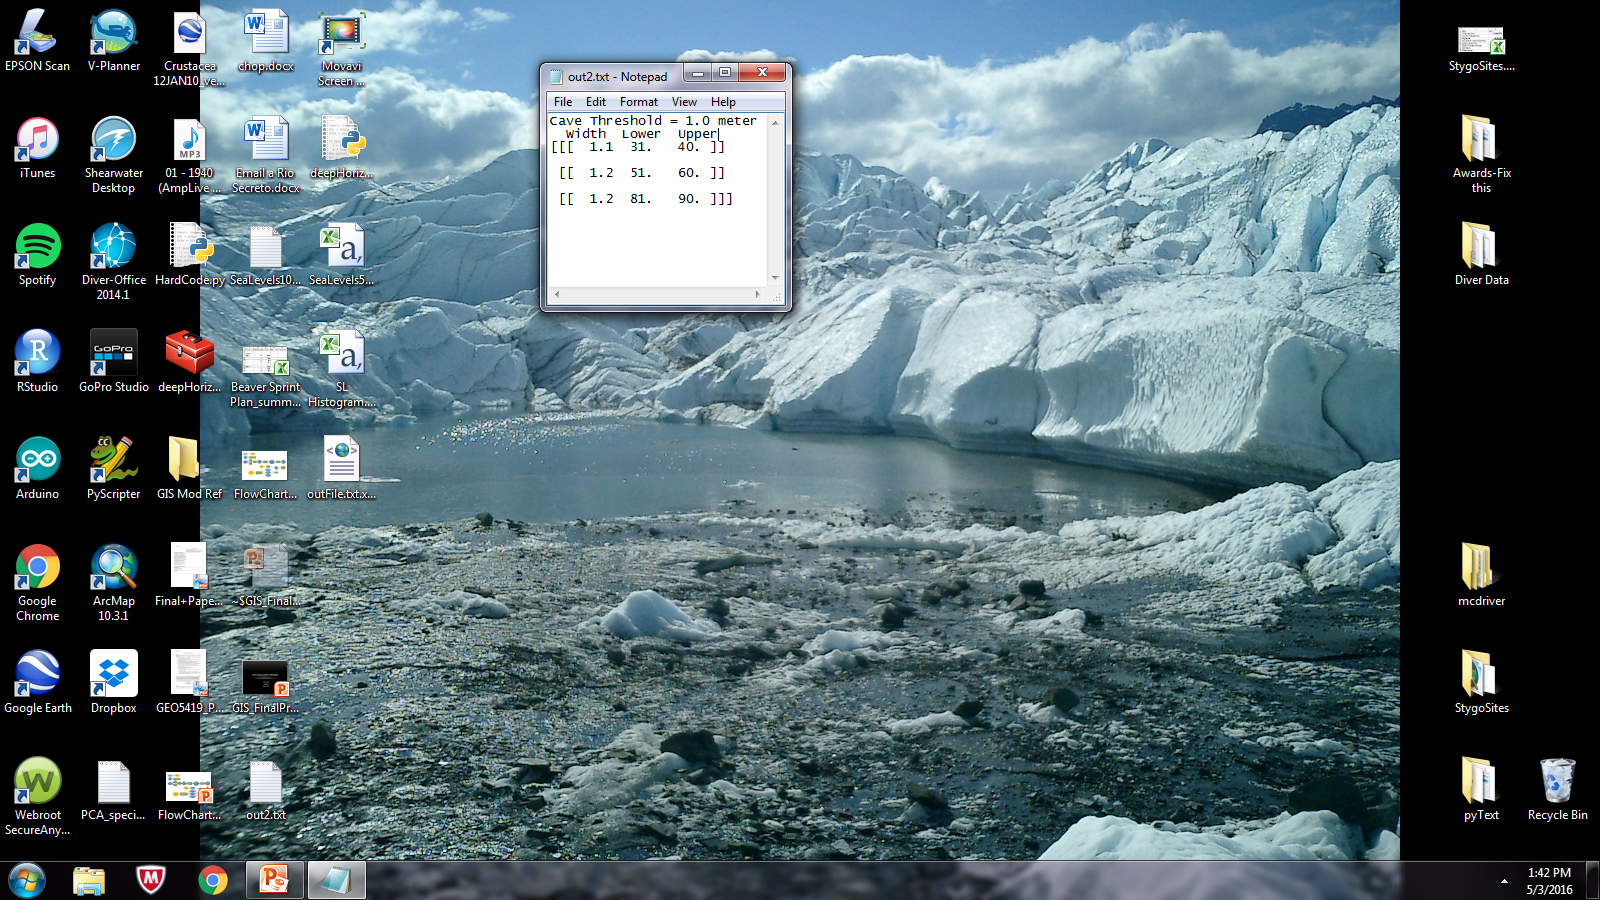 out2.txt - Notepad
File Edit Format View Help
Cave Threshold = 1.0 meter
Width Lower Upper
[[[ 1.1 31. 40. ]]
[[ 1.2 51. 60. ]]
[[ 1.2 81. 90. ]]]
EPSON Scan
V-Planner
Crustacea
12JAN10_ve...
chop.docx
Movavi
Screen ...
iTunes
Shearwater
Desktop
MP3
01 - 1940
(AmpLive ...
Email a Rio
Secreto.docx
deepHoriz...
Spotify
Diver-Office
2014.1
HardCode.py
SeaLevels10...
SeaLevels5...
RStudio
GoPro
GoPro Studio
deepHoriz...
Beaver Sprint
Plan_summ...
SL
Histogram....
Arduino
PyScripter
GIS Mod Ref
FlowChart...
outFile.txt.x...
Google
Chrome
ArcMap
10.3.1
Final+Pape...
~$GIS_Final...
Google Earth
Dropbox
GEO5419_P...
GIS_FinalPr...
Webroot
SecureAny...
PCA_speci...
FlowChart...
out2.txt
StygoSites....
Awards-Fix
this
Diver Data
mcdriver
StygoSites
pyText
Recycle Bin
1:42 PM
5/3/2016